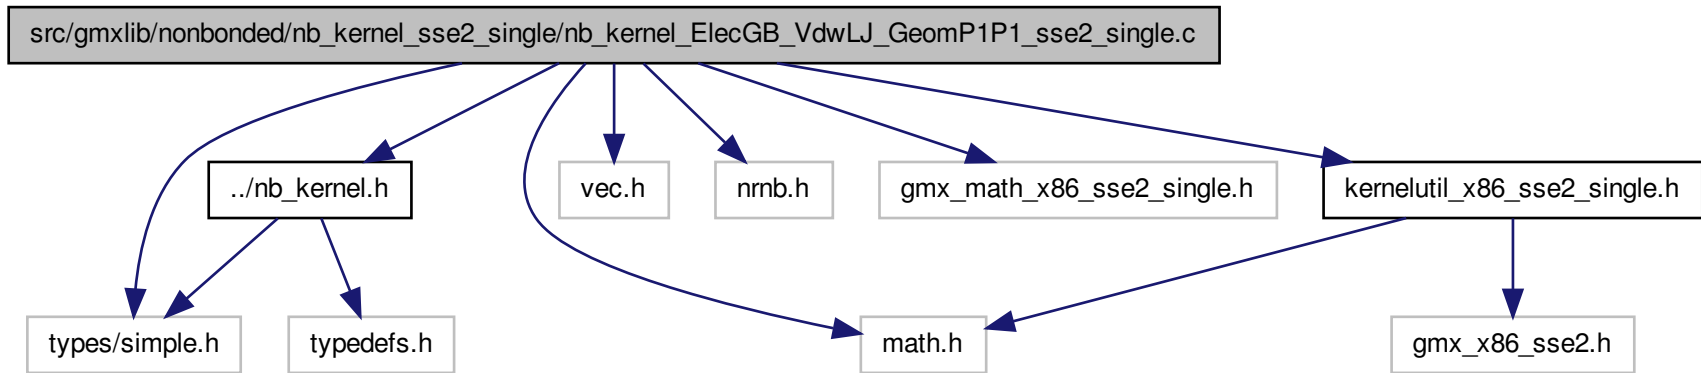 src/gmxlib/nonbonded/nb_kernel_sse2_single/nb_kernel_ElecGB_VdwLJ_GeomP1P1_sse2_single.c
../nb_kernel.h
vec.h
nrnb.h
gmx_math_x86_sse2_single.h
kernelutil_x86_sse2_single.h
types/simple.h
typedefs.h
math.h
gmx_x86_sse2.h